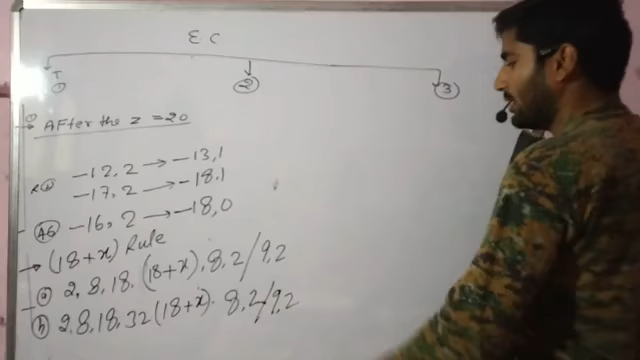 E C
① ② ③
→ After the Z = 20
-12, 2 → -13, 1
-17, 2 → -18, 1
-16, 2 → -18, 0
→ (18+x) Rule
ⓐ 2, 8, 18, (18+x), 8, 2/9, 2
ⓑ 2, 8, 18, 32 (18+x). 8, 2/9, 2